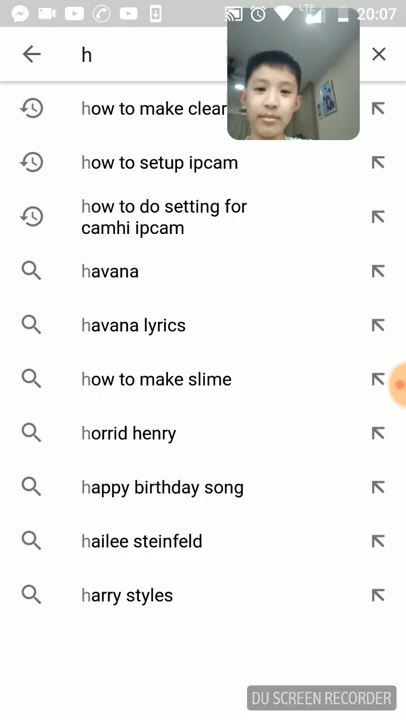 LTE
20:07
h
how to make clear
how to setup ipcam
how to do setting for
camhi ipcam
havana
havana lyrics
how to make slime
horrid henry
happy birthday song
hailee steinfeld
harry styles
DU SCREEN RECORDER